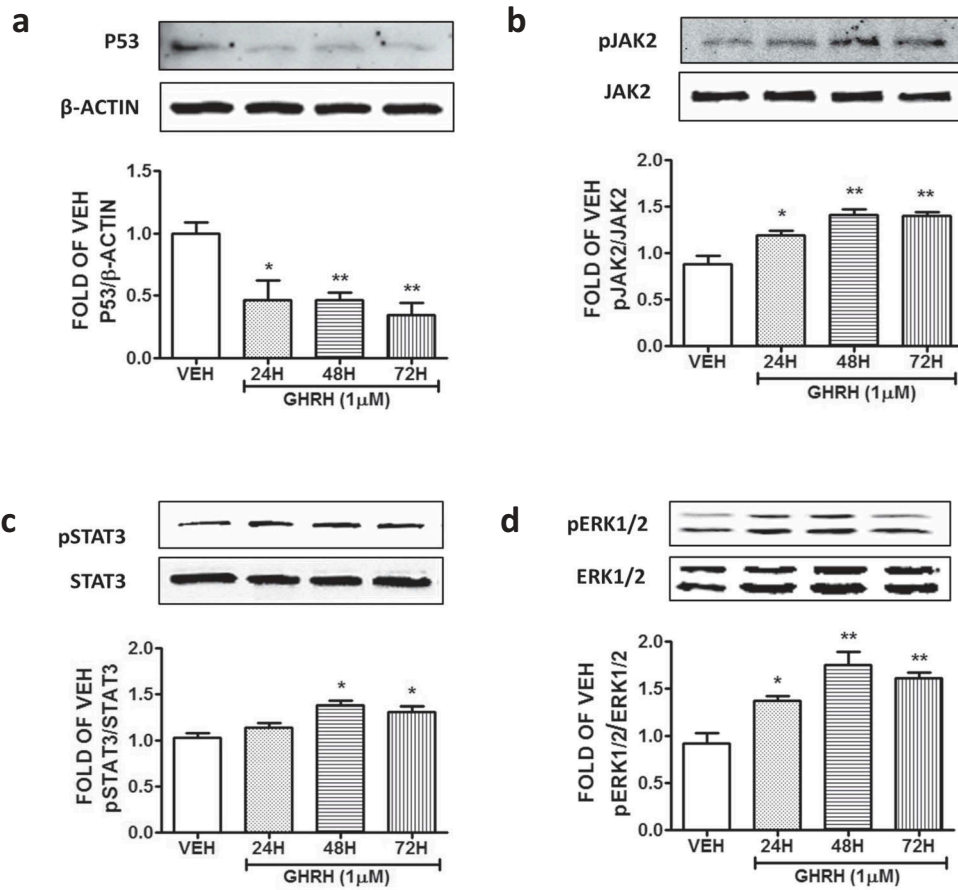 a
P53
β-ACTIN
FOLD OF VEH
P53/β-ACTIN
1.5
1.0
0.5
0.0
*
**
**
VEH
24H
48H
72H
GHRH (1μM)
b
pJAK2
JAK2
FOLD OF VEH
pJAK2/JAK2
2.0
1.5
1.0
0.5
0.0
*
**
**
VEH
24H
48H
72H
GHRH (1μM)
c
pSTAT3
STAT3
FOLD OF VEH
pSTAT3/STAT3
2.0
1.5
1.0
0.5
0.0
*
*
VEH
24H
48H
72H
GHRH (1μM)
d
pERK1/2
ERK1/2
FOLD OF VEH
pERK1/2/ERK1/2
2.0
1.5
1.0
0.5
0.0
*
**
**
VEH
24H
48H
72H
GHRH (1μM)